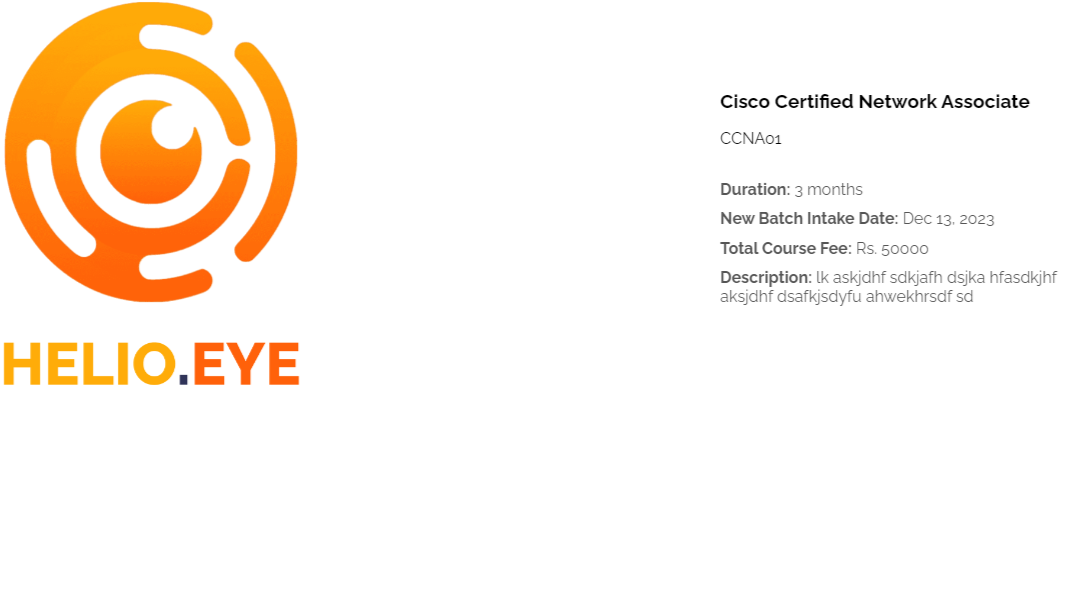 HELIO.EYE
Cisco Certified Network Associate
CCNA01
Duration: 3 months
New Batch Intake Date: Dec 13, 2023
Total Course Fee: Rs. 50000
Description: lk askjdhf sdkjafh dsjka hfasdkjhf
aksjdhf dsafkjsdyfu ahwekhrsdf sd